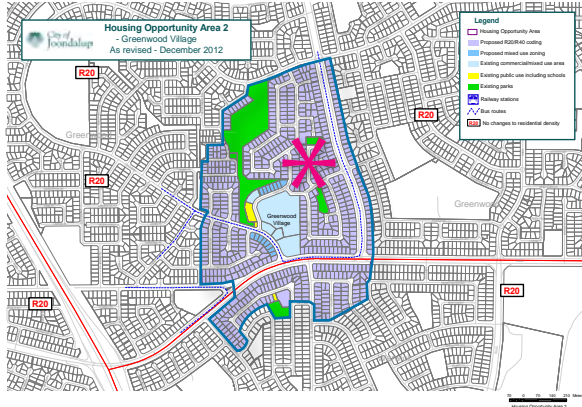 City of
Joondalup
Housing Opportunity Area 2
- Greenwood Village
As revised - December 2012
Legend
Housing Opportunity Area
Proposed R20/R40 coding
Proposed mixed use zoning
Existing commercial/mixed use area
Existing public use including schools
Existing parks
Railway stations
Bus routes
R20 No changes to residential density
R20
R20
Greenwood
R20
R20
Greenwood
Greenwood
Village
R20
R20
Housing Opportunity Area 2